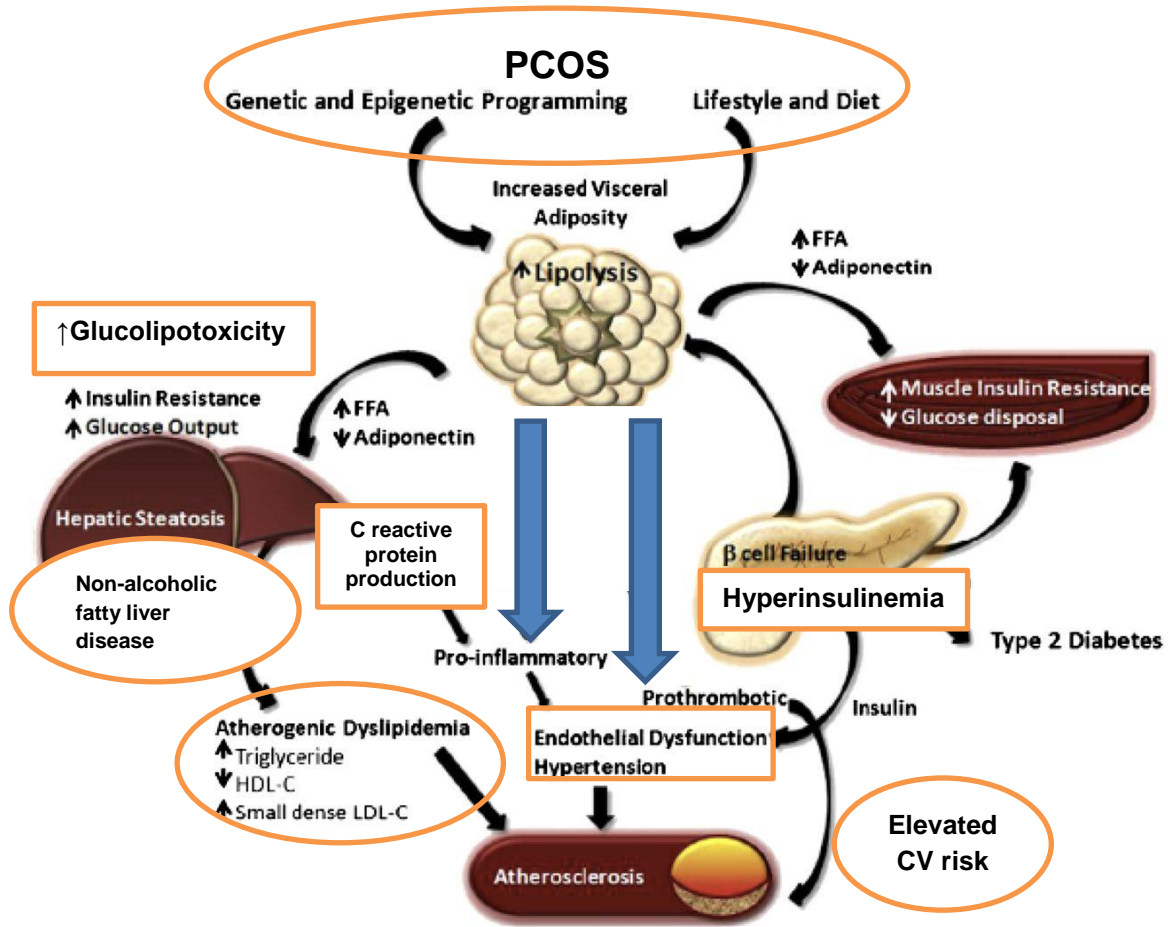 PCOS
Genetic and Epigenetic Programming
Lifestyle and Diet
Increased Visceral
Adiposity
↑ Lipolysis
↑ FFA
↓ Adiponectin
↑Glucolipotoxicity
↑ Insulin Resistance
↑ Glucose Output
↑ FFA
↓ Adiponectin
↑ Muscle Insulin Resistance
↓ Glucose disposal
Hepatic Steatosis
C reactive
protein
production
β cell Failure
Hyperinsulinemia
Non-alcoholic
fatty liver
disease
Type 2 Diabetes
Pro-inflammatory
Prothrombotic
Insulin
Atherogenic Dyslipidemia
↑ Triglyceride
↓ HDL-C
↑ Small dense LDL-C
Endothelial Dysfunction
Hypertension
Elevated
CV risk
Atherosclerosis